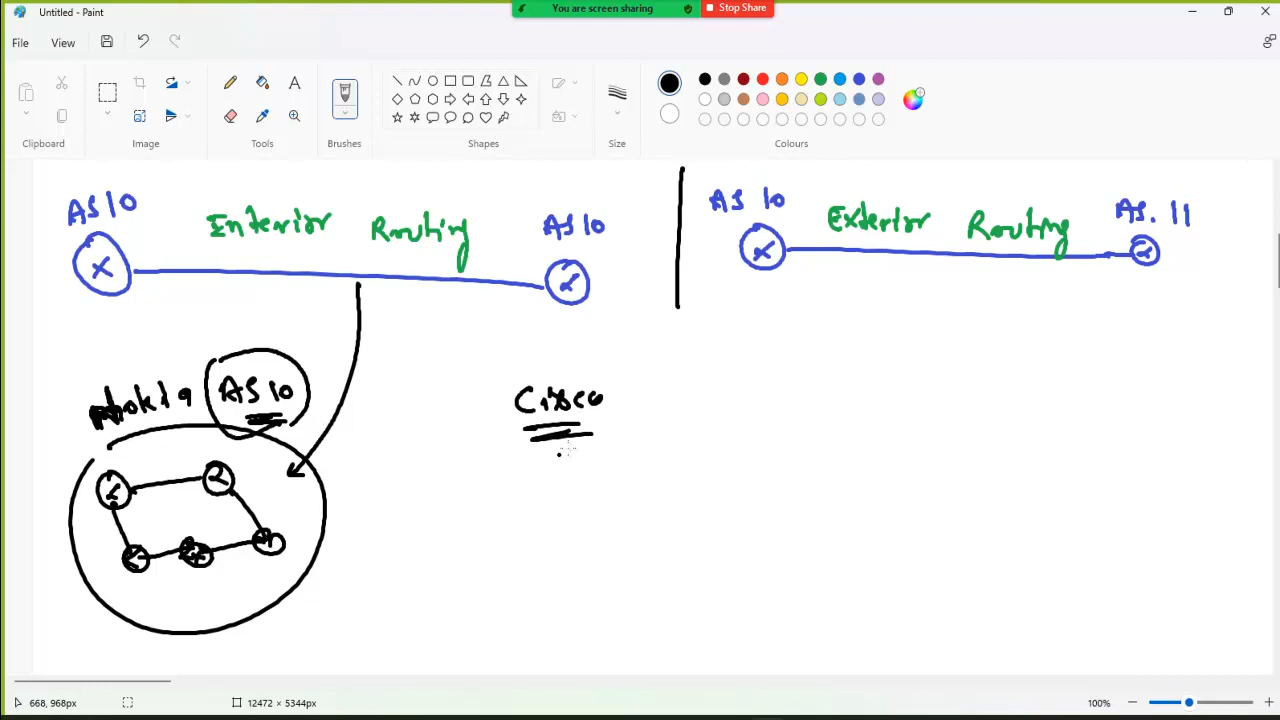 Untitled - Paint
You are screen sharing
Stop Share
File
View
Clipboard
Image
Tools
Brushes
Shapes
Size
Colours
AS 10
Enterior Routing
AS 10
AS 10
Exterior Routing
AS. 11
AS 10
Cisco
668, 968px
12472 × 5344px
100%